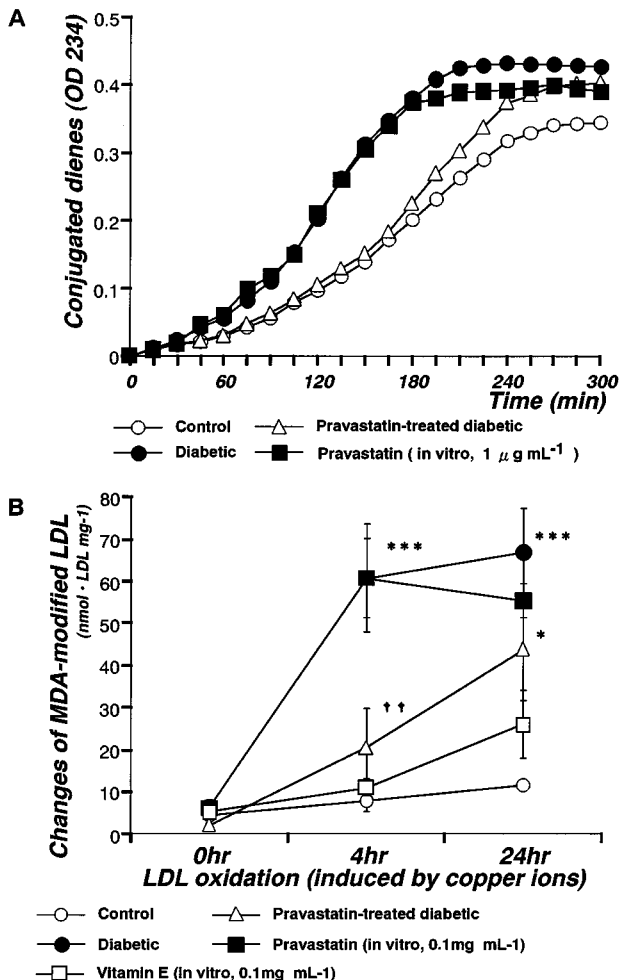 A
Conjugated dienes (OD 234)
0.5
0.4
0.3
0.2
0.1
0
0 60 120 180 240 300
Time (min)
Control Pravastatin-treated diabetic
Diabetic Pravastatin ( in vitro, 1 μ g mL-1 )
B
Changes of MDA-modified LDL
(nmol · LDL mg-1)
80
70
60
50
40
30
20
10
0
***
***
*
† †
0hr 4hr 24hr
LDL oxidation (induced by copper ions)
Control Pravastatin-treated diabetic
Diabetic Pravastatin (in vitro, 0.1mg mL-1)
Vitamin E (in vitro, 0.1mg mL-1)